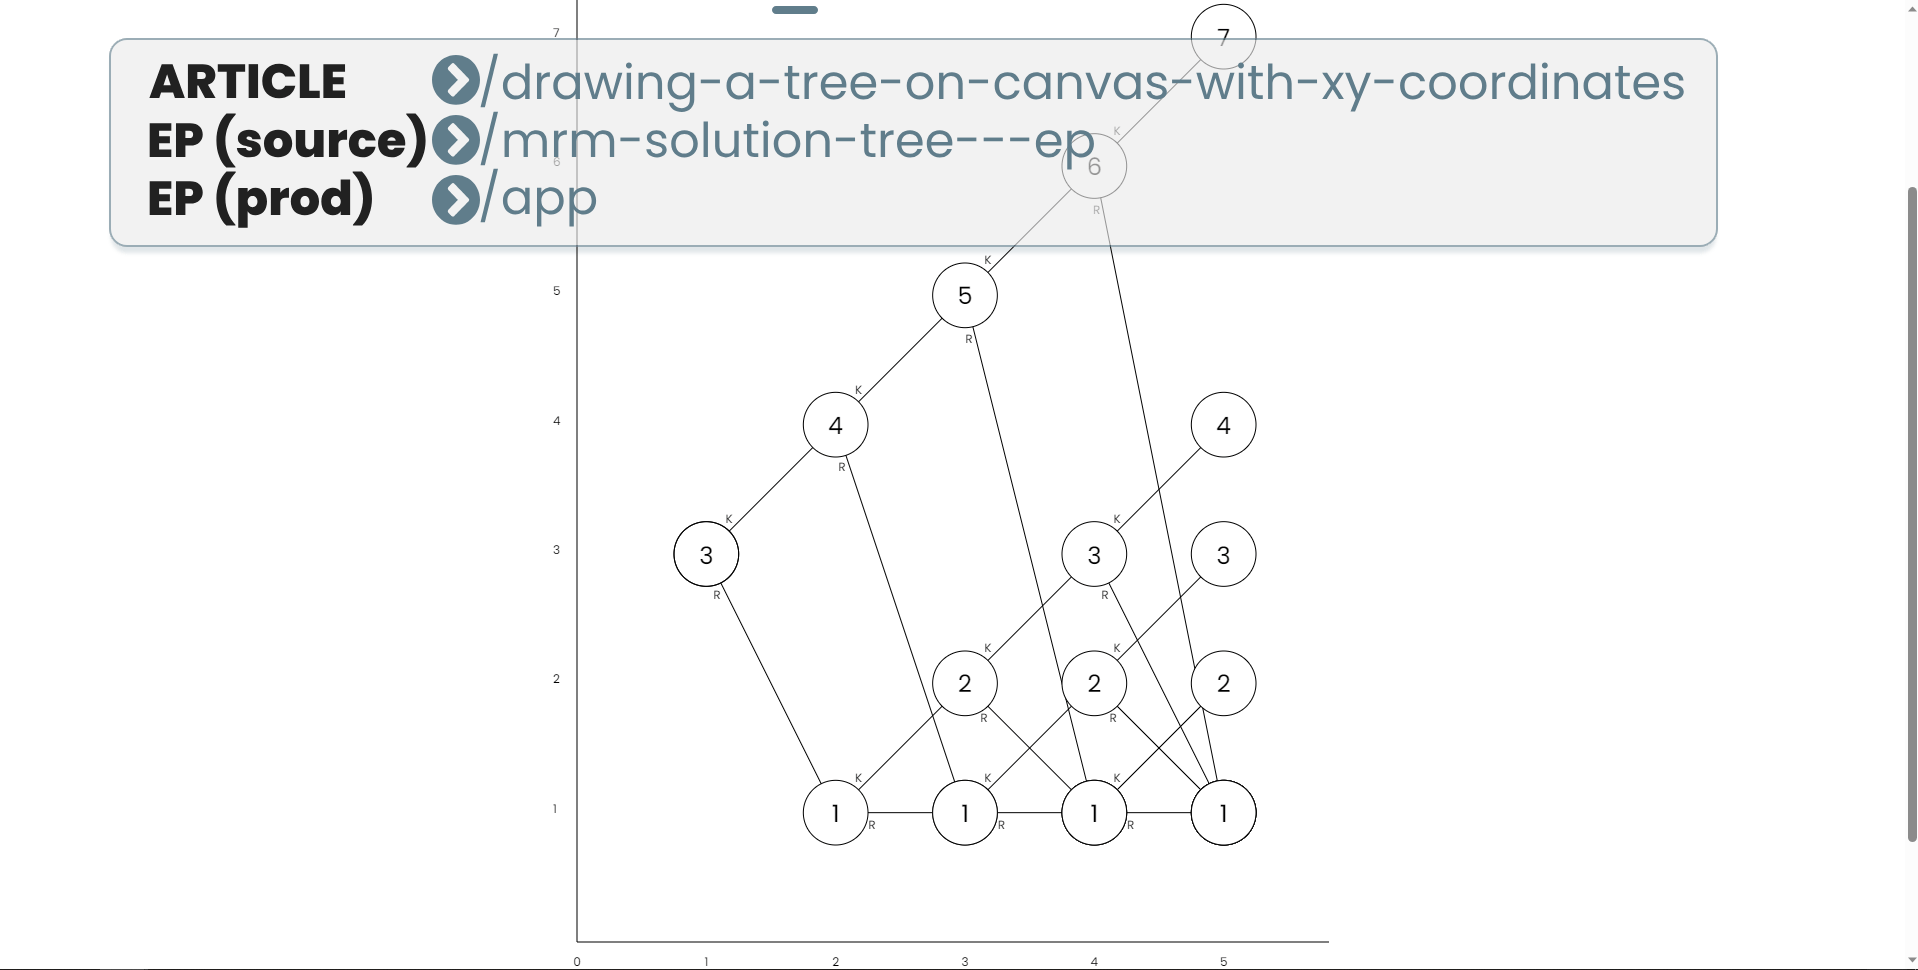 7
7
ARTICLE /drawing-a-tree-on-canvas-with-xy-coordinates
K
EP (source) /mrm-solution-tree---ep
6
6
EP (prod) /app
R
K
5
5
R
K
4
4
4
R
K
K
3
3
3
3
R
R
K
K
2
2
2
2
R
R
K
K
K
1
1
1
1
1
R
R
R
0
1
2
3
4
5